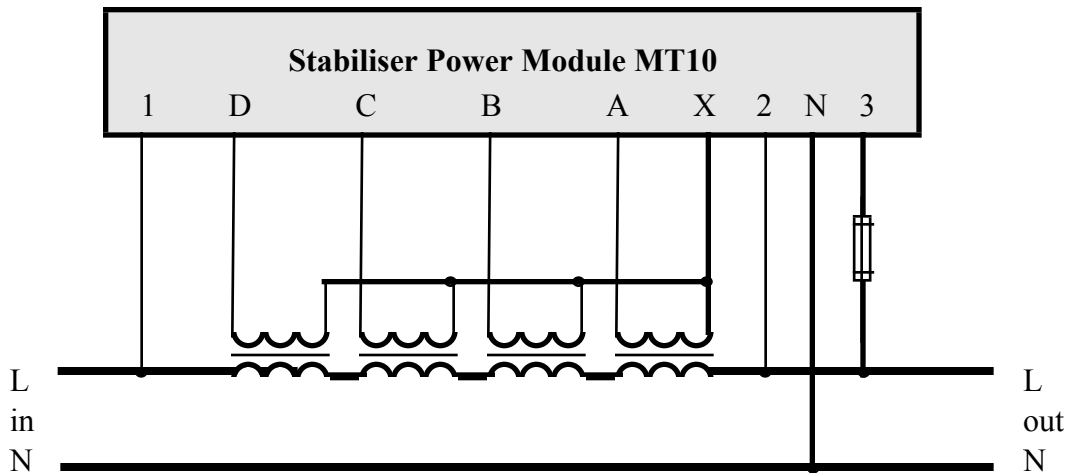 Stabiliser Power Module MT10
1 D C B A X 2 N 3
L L
in out
N N